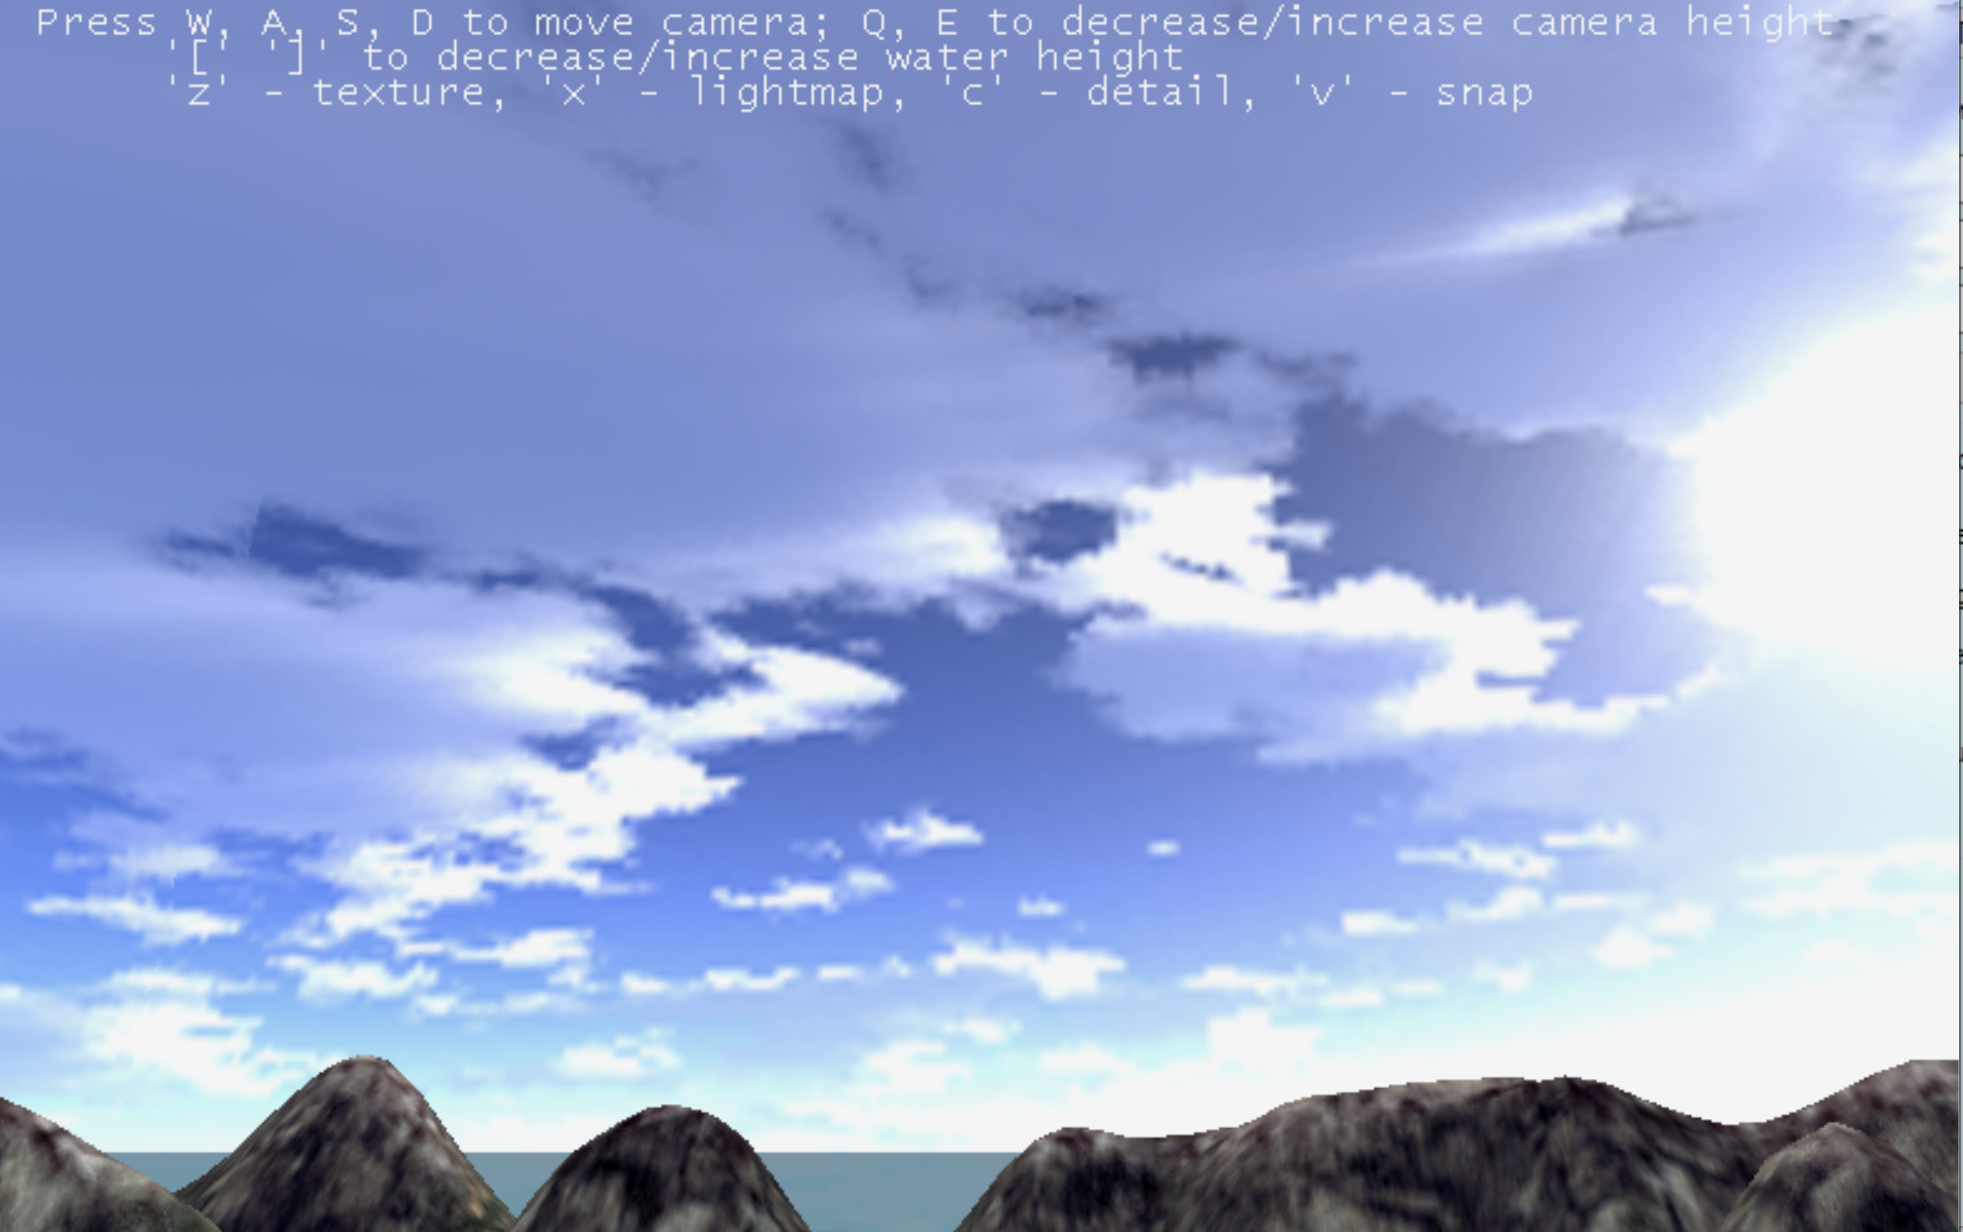 Press W, A, S, D to move camera; Q, E to decrease/increase camera height
'[' ']' to decrease/increase water height
'z' - texture, 'x' - lightmap, 'c' - detail, 'v' - snap